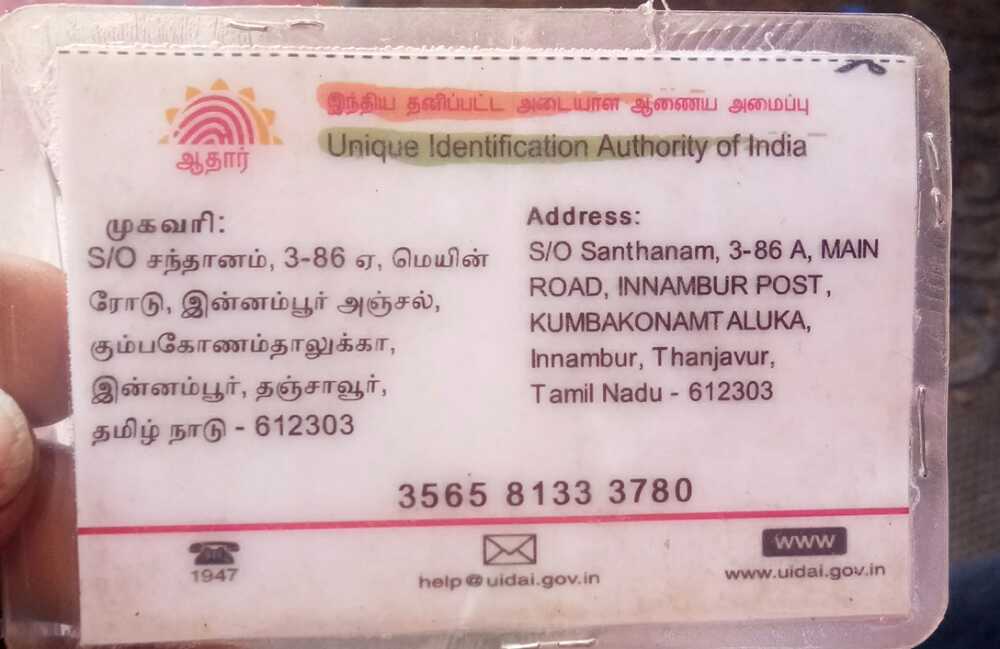 இந்திய தனிப்பட்ட அடையாள ஆணைய அமைப்பு
Unique Identification Authority of India
ஆதார்
முகவரி:
S/O சந்தானம், 3-86 ஏ, மெயின்
ரோடு, இன்னம்பூர் அஞ்சல்,
கும்பகோணம்தாலுக்கா,
இன்னம்பூர், தஞ்சாவூர்,
தமிழ் நாடு - 612303
Address:
S/O Santhanam, 3-86 A, MAIN
ROAD, INNAMBUR POST,
KUMBAKONAMTALUKA,
Innambur, Thanjavur,
Tamil Nadu - 612303
3565 8133 3780
1947
help@uidai.gov.in
www
www.uidai.gov.in